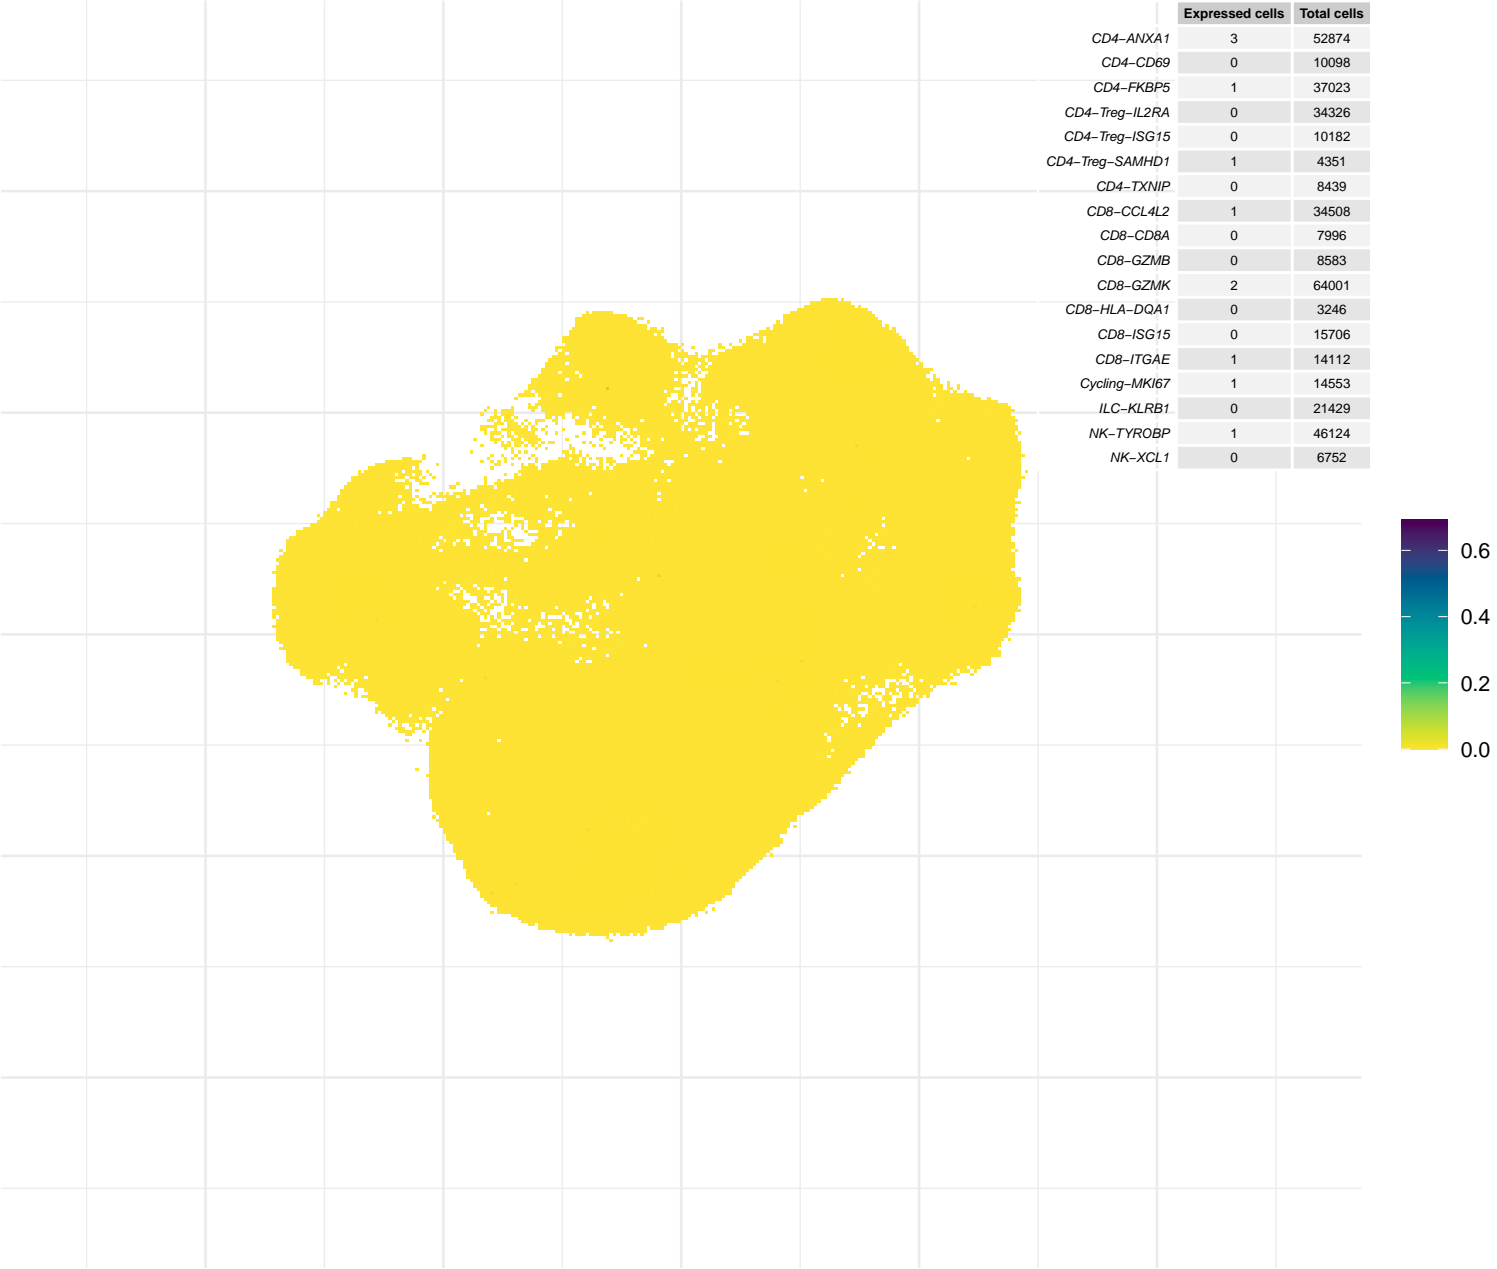 Expressed cells Total cells
CD4−ANXA1 3 52874
CD4−CD69 0 10098
CD4−FKBP5 1 37023
CD4−Treg−IL2RA 0 34326
CD4−Treg−ISG15 0 10182
CD4−Treg−SAMHD1 1 4351
CD4−TXNIP 0 8439
CD8−CCL4L2 1 34508
CD8−CD8A 0 7996
CD8−GZMB 0 8583
CD8−GZMK 2 64001
CD8−HLA−DQA1 0 3246
CD8−ISG15 0 15706
CD8−ITGAE 1 14112
Cycling−MKI67 1 14553
ILC−KLRB1 0 21429
NK−TYROBP 1 46124
NK−XCL1 0 6752
0.6
0.4
0.2
0.0